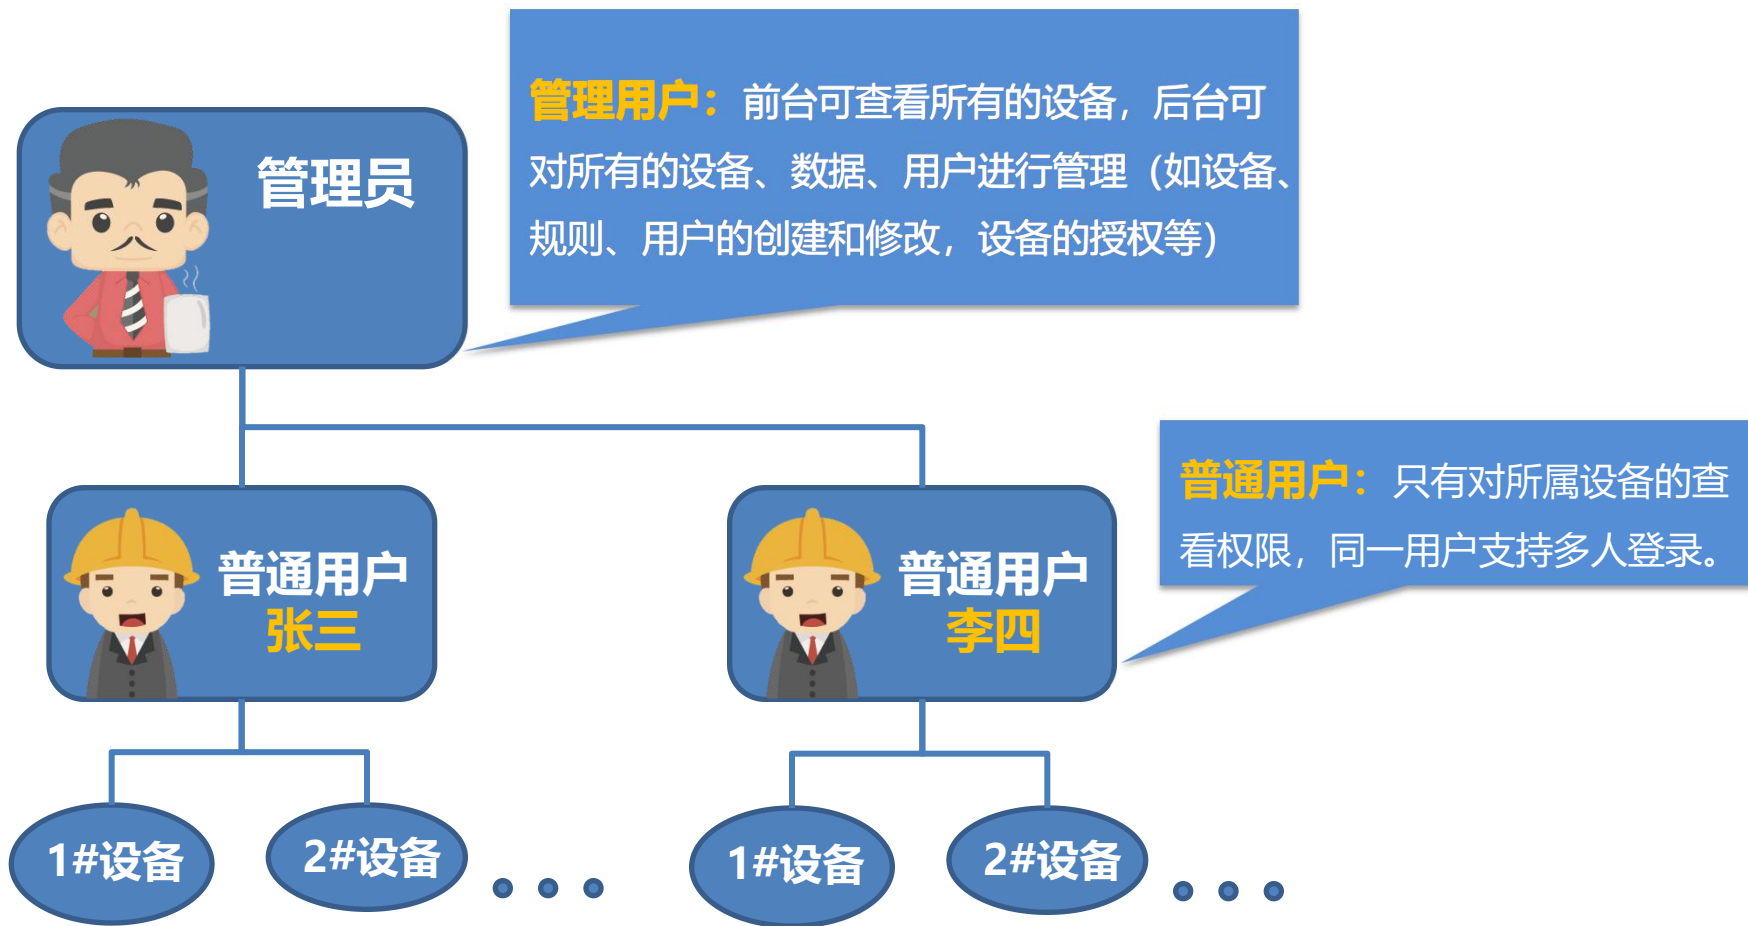 管理用户：前台可查看所有的设备，后台可
对所有的设备、数据、用户进行管理（如设备、
规则、用户的创建和修改，设备的授权等）
管理员
普通用户：只有对所属设备的查
看权限，同一用户支持多人登录。
普通用户
张三
普通用户
李四
1#设备
2#设备
1#设备
2#设备